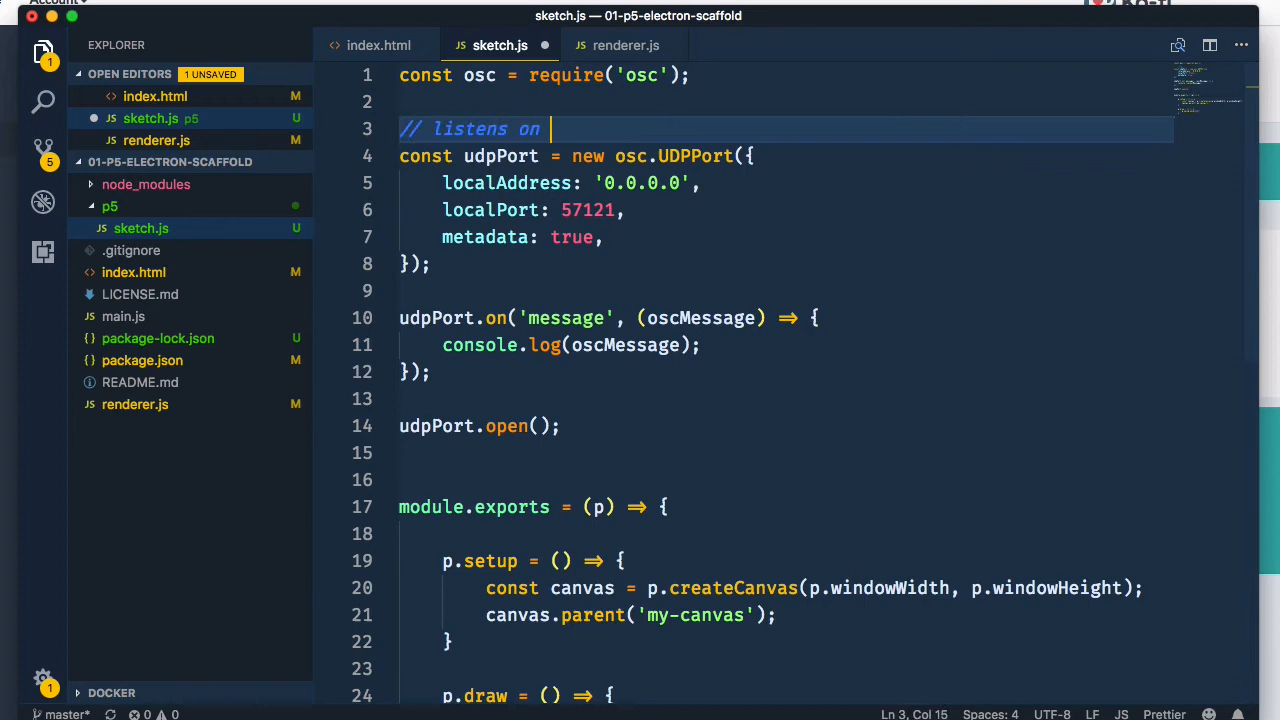 Account
sketch.js — 01-p5-electron-scaffold
EXPLORER
OPEN EDITORS 1 UNSAVED
index.html M
sketch.js p5 U
renderer.js M
01-P5-ELECTRON-SCAFFOLD
node_modules
p5
JS sketch.js U
.gitignore
index.html M
LICENSE.md
main.js
{} package-lock.json U
{} package.json M
README.md
JS renderer.js M
DOCKER
1
5
1
master* 0 0
<> index.html
JS sketch.js
JS renderer.js
1 const osc = require('osc');
2
3 // listens on
4 const udpPort = new osc.UDPPort({
5 localAddress: '0.0.0.0',
6 localPort: 57121,
7 metadata: true,
8 });
9
10 udpPort.on('message', (oscMessage) => {
11 console.log(oscMessage);
12 });
13
14 udpPort.open();
15
16
17 module.exports = (p) => {
18
19 p.setup = () => {
20 const canvas = p.createCanvas(p.windowWidth, p.windowHeight);
21 canvas.parent('my-canvas');
22 }
23
24 p.draw = () => {
Ln 3, Col 15 Spaces: 4 UTF-8 LF JS Prettier